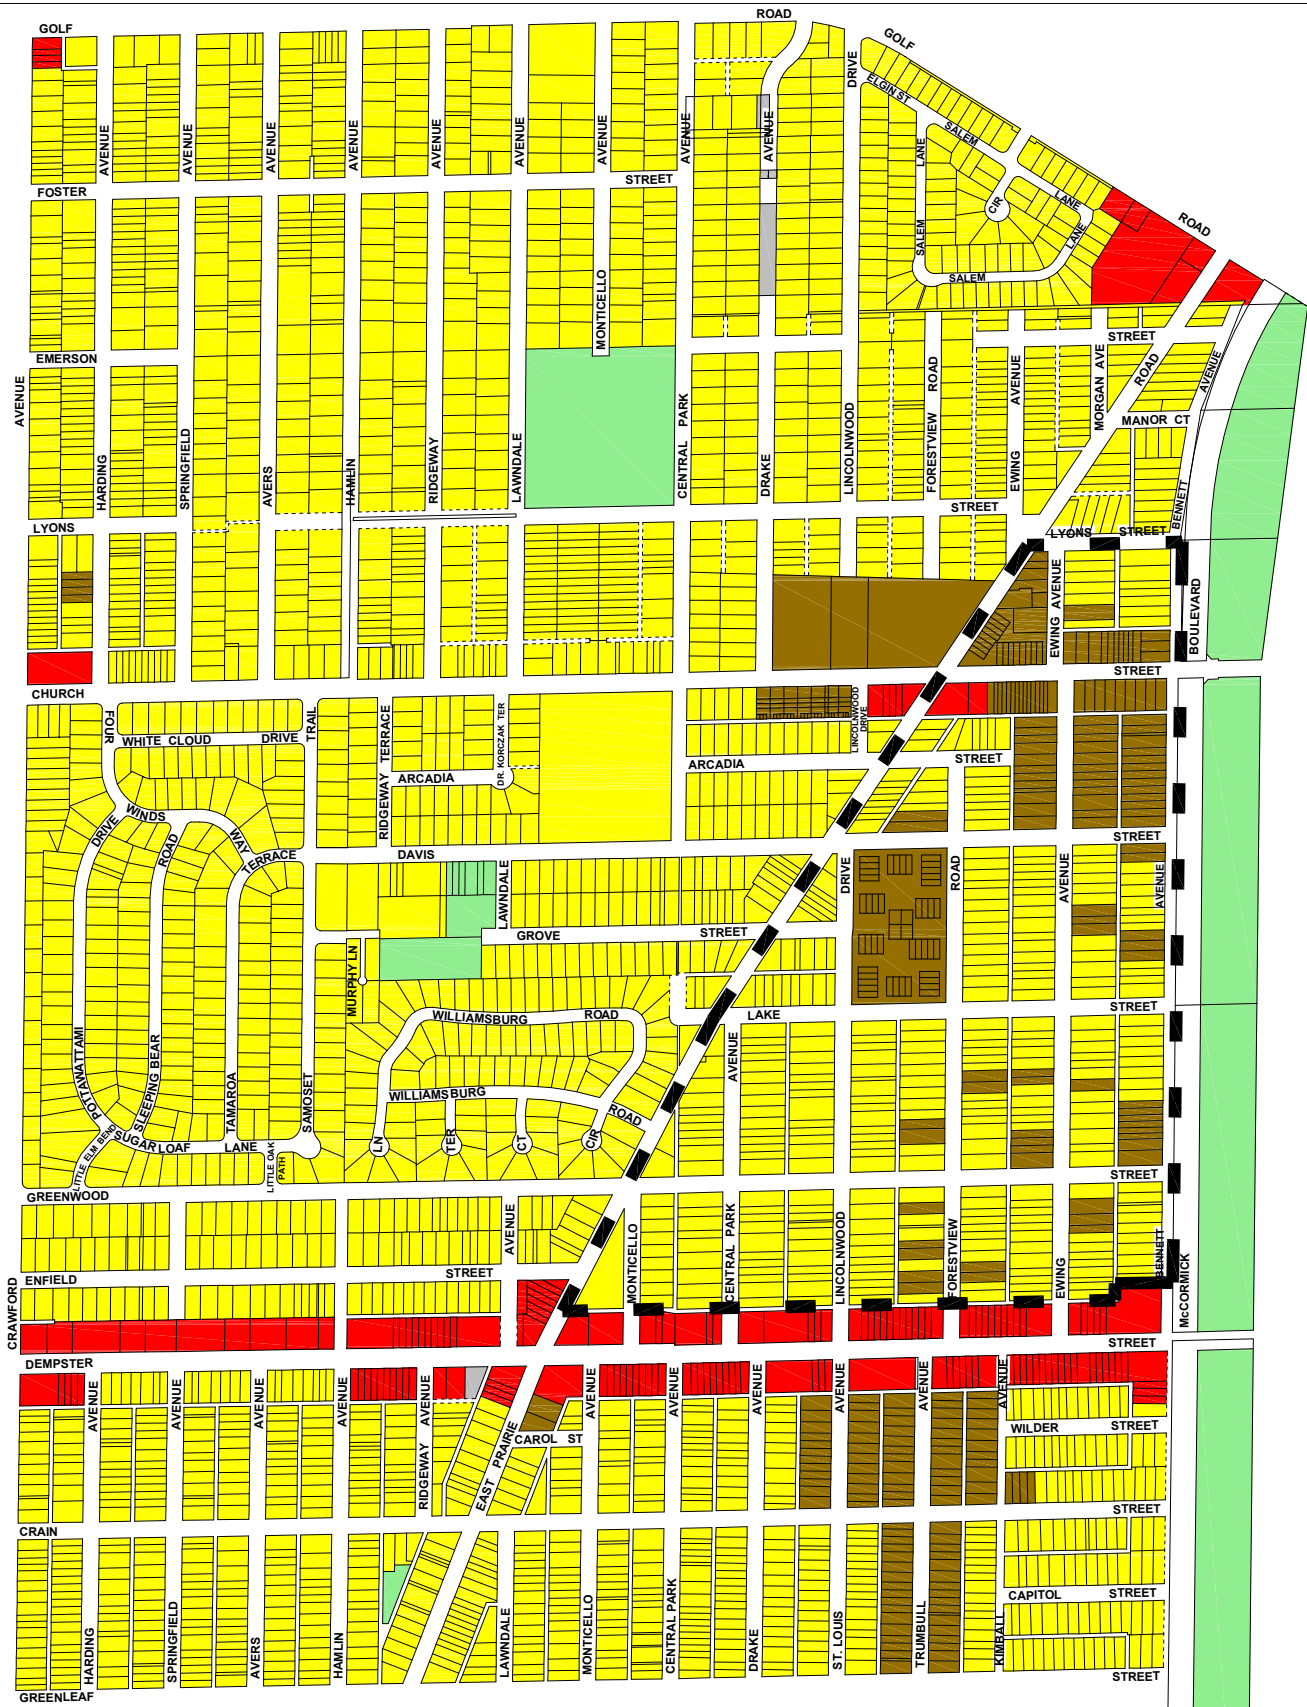 ROAD
GOLF
GOLF
DRIVE
ELGIN ST
SALEM
AVENUE
AVENUE
AVENUE
AVENUE
AVENUE
AVENUE
AVENUE
AVENUE
AVENUE
LANE
FOSTER
STREET
CIR
LANE
ROAD
SALEM
LANE
SALEM
MONTICELLO
EMERSON
STREET
AVENUE
ROAD
AVENUE
MORGAN AVE
ROAD
AVENUE
CENTRAL PARK
MANOR CT
HARDING
SPRINGFIELD
AVERS
HAMLIN
RIDGEWAY
LAWNDALE
DRAKE
LINCOLNWOOD
FORESTVIEW
EWING
BENNETT
STREET
LYONS
LYONS
STREET
EWING AVENUE
BOULEVARD
CHURCH
STREET
FOUR
TRAIL
RIDGEWAY TERRACE
DR. KORCZAK TER
LINCOLNWOOD
DRIVE
WHITE CLOUD
DRIVE
ARCADIA
STREET
ARCADIA
WINDS
DRIVE
ROAD
WAY
TERRACE
STREET
DAVIS
LAWNDALE
DRIVE
ROAD
AVENUE
AVENUE
GROVE
STREET
MURPHY LN
WILLIAMSBURG
ROAD
LAKE
STREET
POTAWATTAMI
SLEEPING BEAR
TAMAROA
SAMOSET
AVENUE
WILLIAMSBURG
ROAD
LITTLE ELM BEND
SUGAR LOAF
LANE
LITTLE OAK
PATH
LN
TER
CT
CIR
STREET
GREENWOOD
AVENUE
MONTICELLO
CENTRAL PARK
LINCOLNWOOD
FORESTVIEW
EWING
BENNETT
McCORMICK
ENFIELD
STREET
CRAWFORD
DEMPSTER
STREET
AVENUE
AVENUE
AVENUE
AVENUE
AVENUE
AVENUE
AVENUE
AVENUE
AVENUE
AVENUE
AVENUE
RIDGEWAY
EAST PRAIRIE
CAROL ST
WILDER
STREET
CRAIN
STREET
CAPITOL
STREET
HARDING
SPRINGFIELD
AVERS
HAMLIN
LAWNDALE
MONTICELLO
CENTRAL PARK
DRAKE
ST. LOUIS
TRUMBULL
KIMBALL
GREENLEAF
STREET